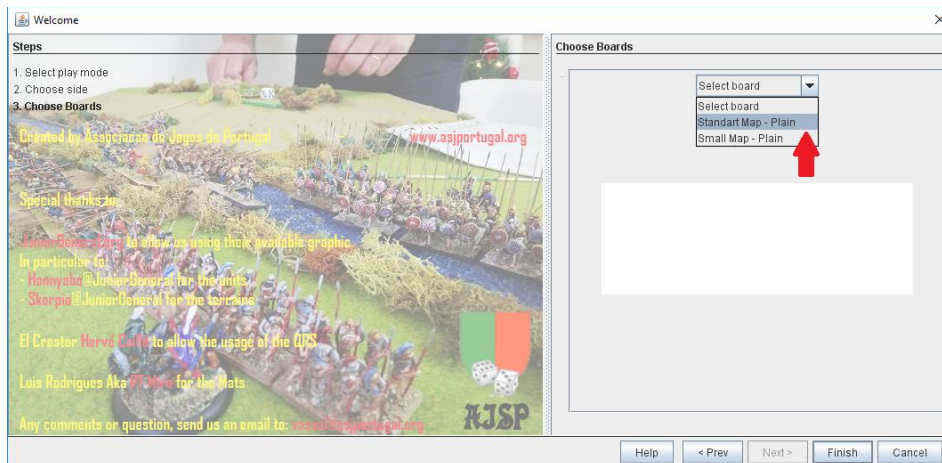 Welcome
Steps
1. Select play mode
2. Choose side
3. Choose Boards
Created by Associacao de Jogos de Portugal
www.asjportugal.org
Special thanks to:
JuniorGeneral.org to allow us using their available graphic.
In particular to:
- Hannyabo@JuniorGeneral for the units
- Skorpio@JuniorGeneral for the terrains
El Creator Hervé to allow the usage of the QRS
Luis Rodrigues Aka for the Mats
Any comments or question, send us an email to:
AJSP
Choose Boards
Select board
Select board
Standart Map - Plain
Small Map - Plain
Help
< Prev
Next >
Finish
Cancel